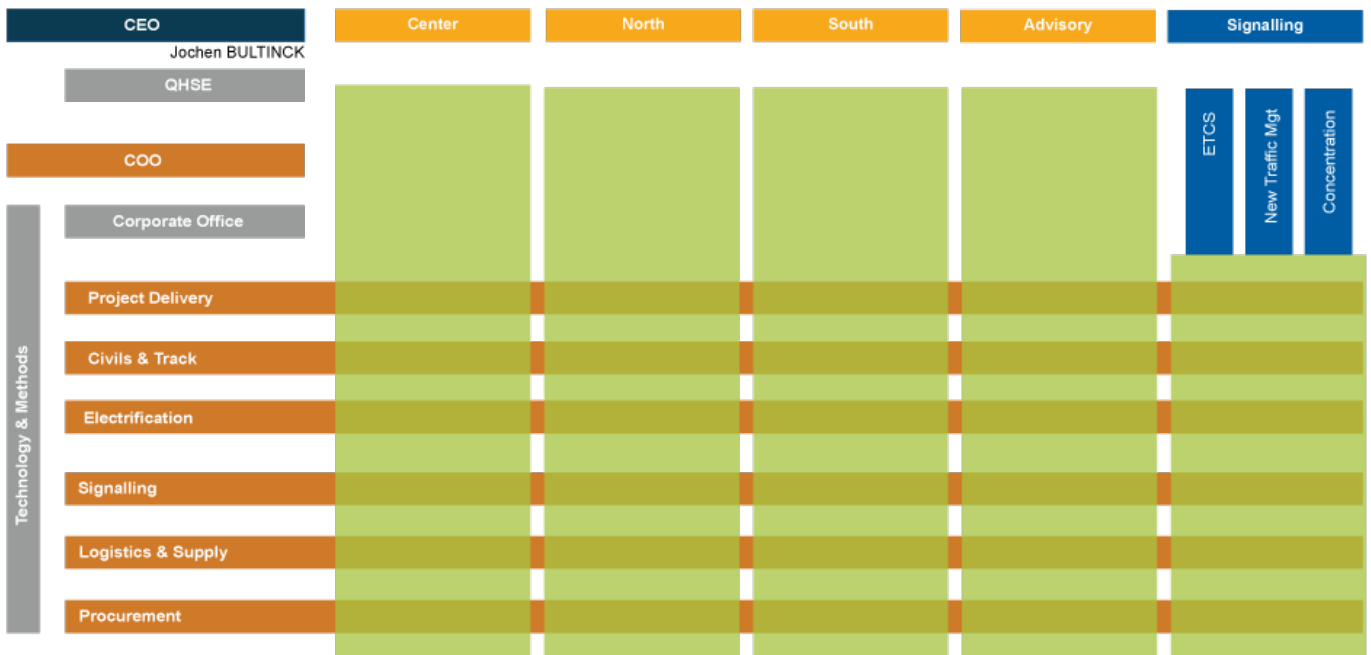 CEO
Center
North
South
Advisory
Signalling
Jochen BULTINCK
QHSE
ETCS
New Traffic Mgt
Concentration
COO
Corporate Office
Technology & Methods
Project Delivery
Civils & Track
Electrification
Signalling
Logistics & Supply
Procurement